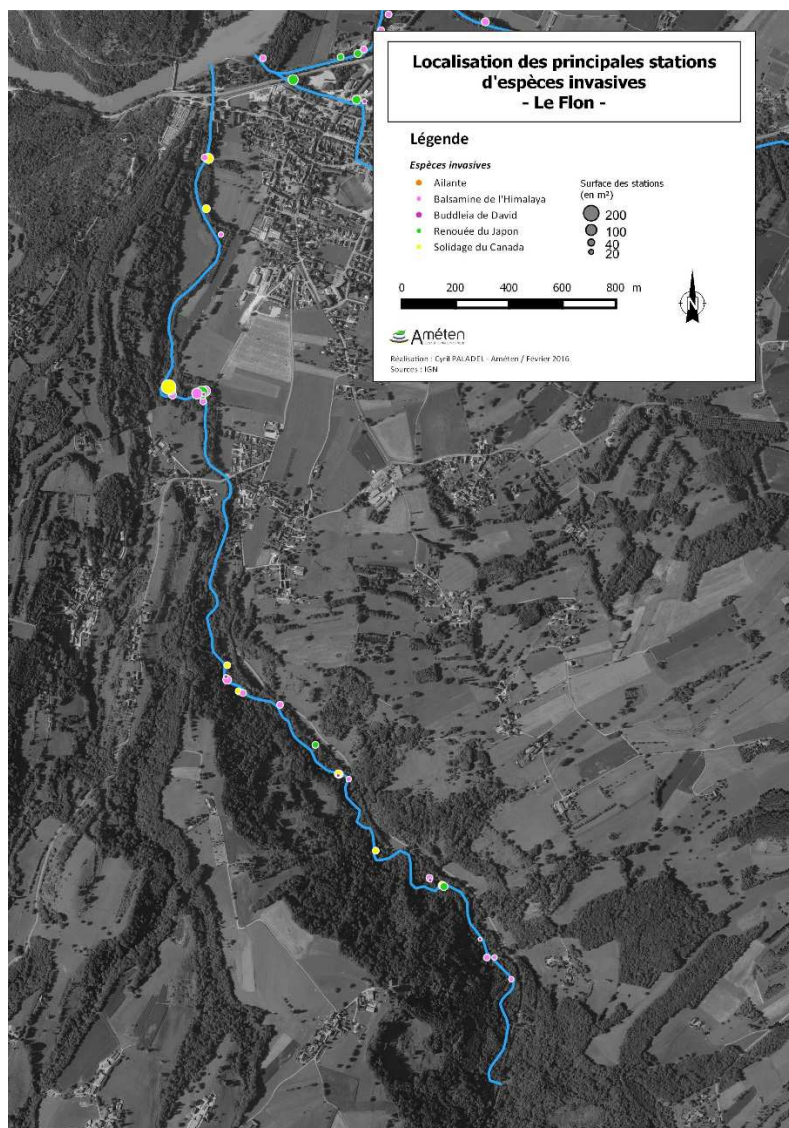 Localisation des principales stations
d'espèces invasives
- Le Flon -
Légende
Espèces invasives
Ailante
Balsamine de l'Himalaya
Buddleia de David
Renouée du Japon
Solidage du Canada
Surface des stations
(en m²)
200
100
40
20
0 200 400 600 800 m
N
Améten
Réalisation : Cyril PALADEL - Améten / Février 2016
Sources : IGN